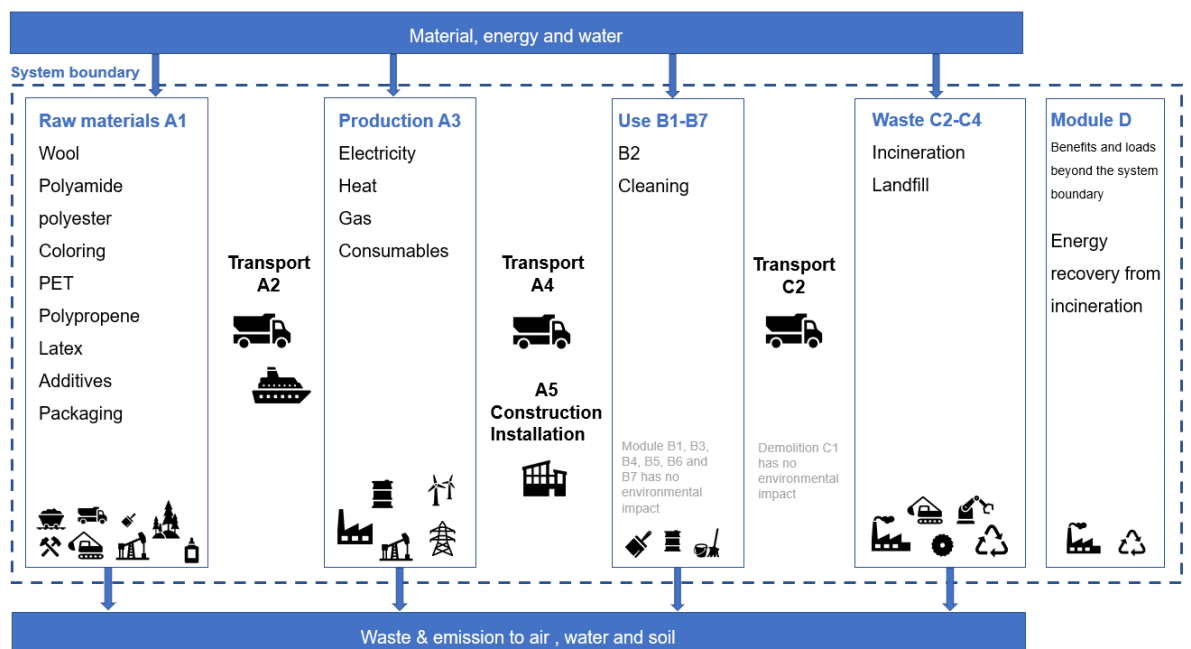 Material, energy and water
System boundary
Raw materials A1
Wool
Polyamide
polyester
Coloring
PET
Polypropene
Latex
Additives
Packaging
Transport
A2
Production A3
Electricity
Heat
Gas
Consumables
Transport
A4
A5
Construction
Installation
Use B1-B7
B2
Cleaning
Module B1, B3,
B4, B5, B6 and
B7 has no
environmental
impact
Transport
C2
Demolition C1
has no
environmental
impact
Waste C2-C4
Incineration
Landfill
Module D
Benefits and loads
beyond the system
boundary
Energy
recovery from
incineration
Waste & emission to air , water and soil